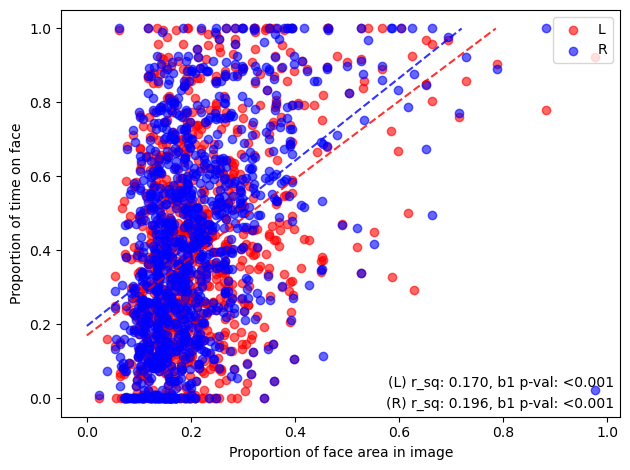 1.0
0.8
0.6
0.4
0.2
0.0
Proportion of time on face
L
R
(L) r_sq: 0.170, b1 p-val: <0.001
(R) r_sq: 0.196, b1 p-val: <0.001
0.0 0.2 0.4 0.6 0.8 1.0
Proportion of face area in image